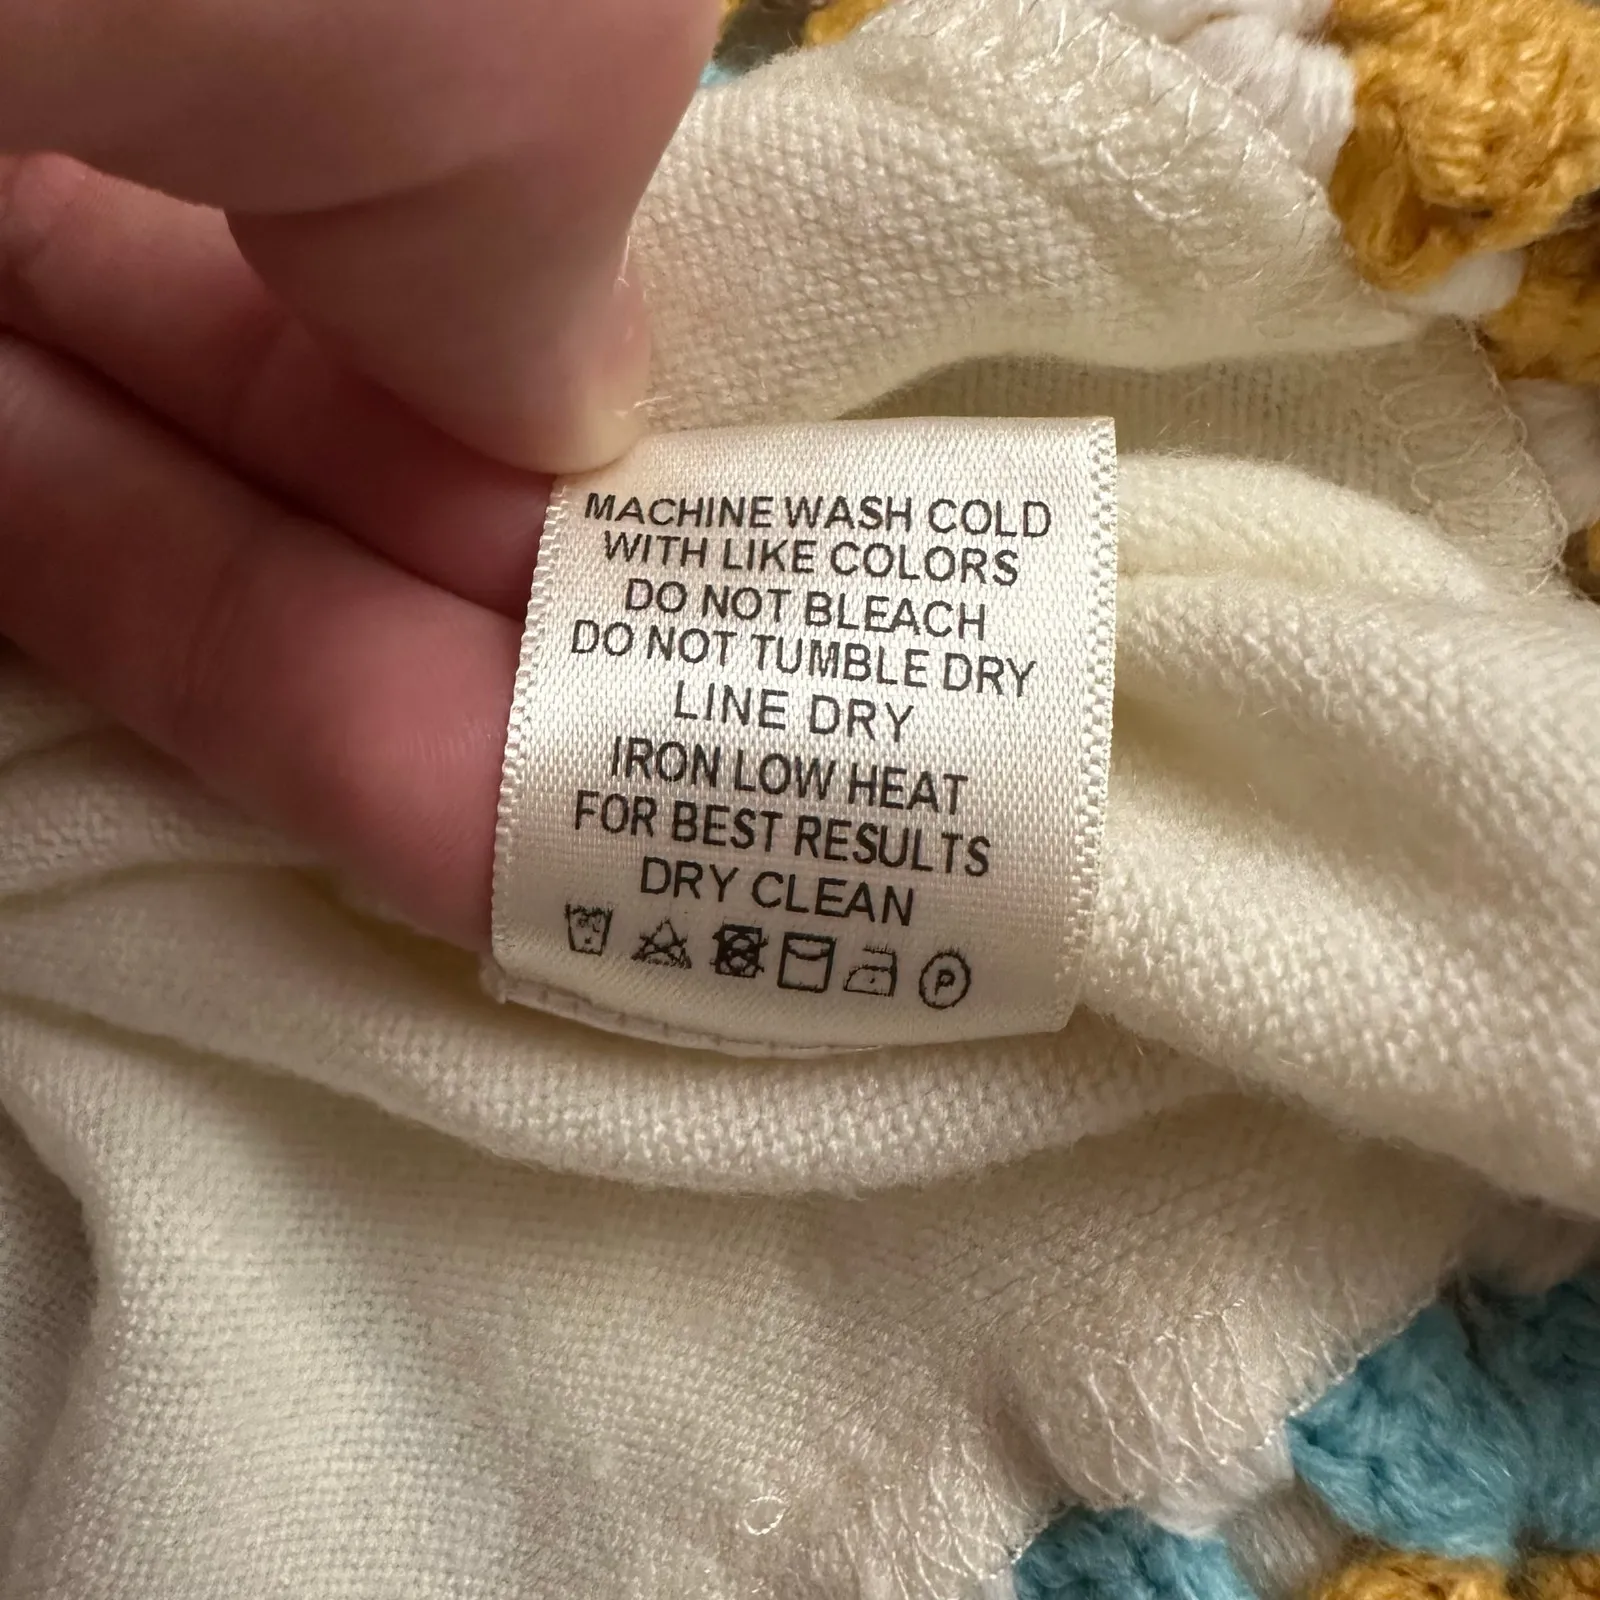 MACHINE WASH COLD
WITH LIKE COLORS
DO NOT BLEACH
DO NOT TUMBLE DRY
LINE DRY
IRON LOW HEAT
FOR BEST RESULTS
DRY CLEAN
P